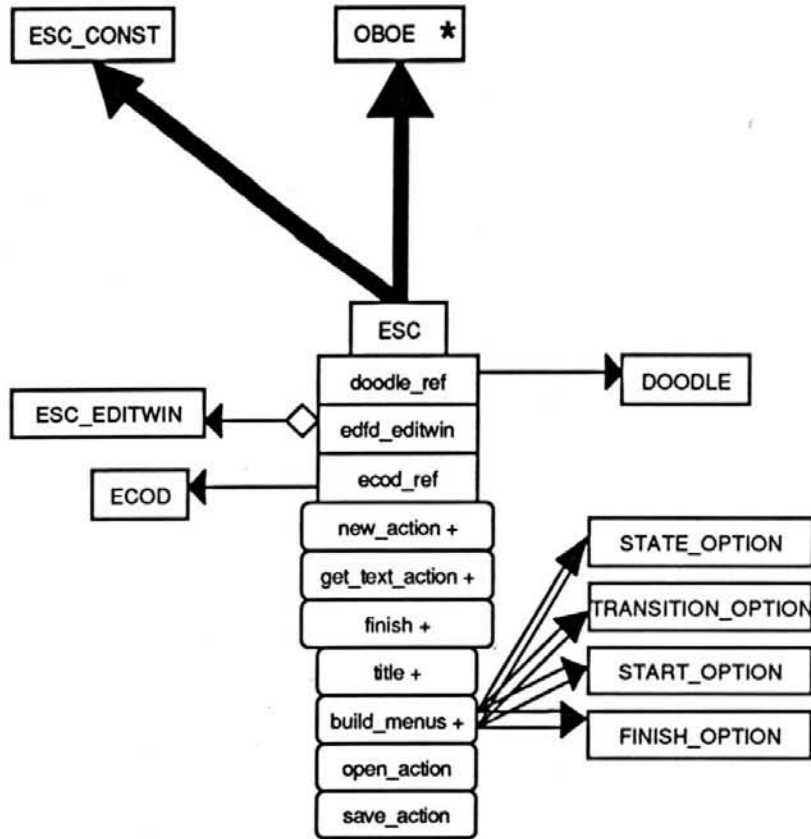 ESC_CONST
OBOE *
ESC
doodle_ref
DOODLE
ESC_EDITWIN
edfd_editwin
ECOD
ecod_ref
new_action +
get_text_action +
finish +
title +
build_menus +
open_action
save_action
STATE_OPTION
TRANSITION_OPTION
START_OPTION
FINISH_OPTION